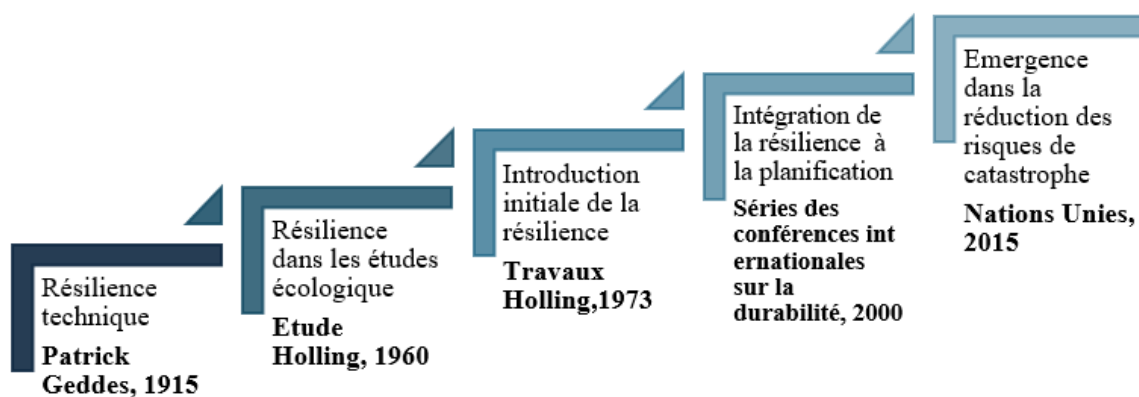 Résilience
technique
Patrick
Geddes, 1915
Résilience
dans les études
écologique
Etude
Holling, 1960
Introduction
initiale de la
résilience
Travaux
Holling,1973
Intégration de
la résilience à
la planification
Séries des
conférences int
ernationales
sur la
durabilité, 2000
Emergence
dans la
réduction des
risques de
catastrophe
Nations Unies,
2015